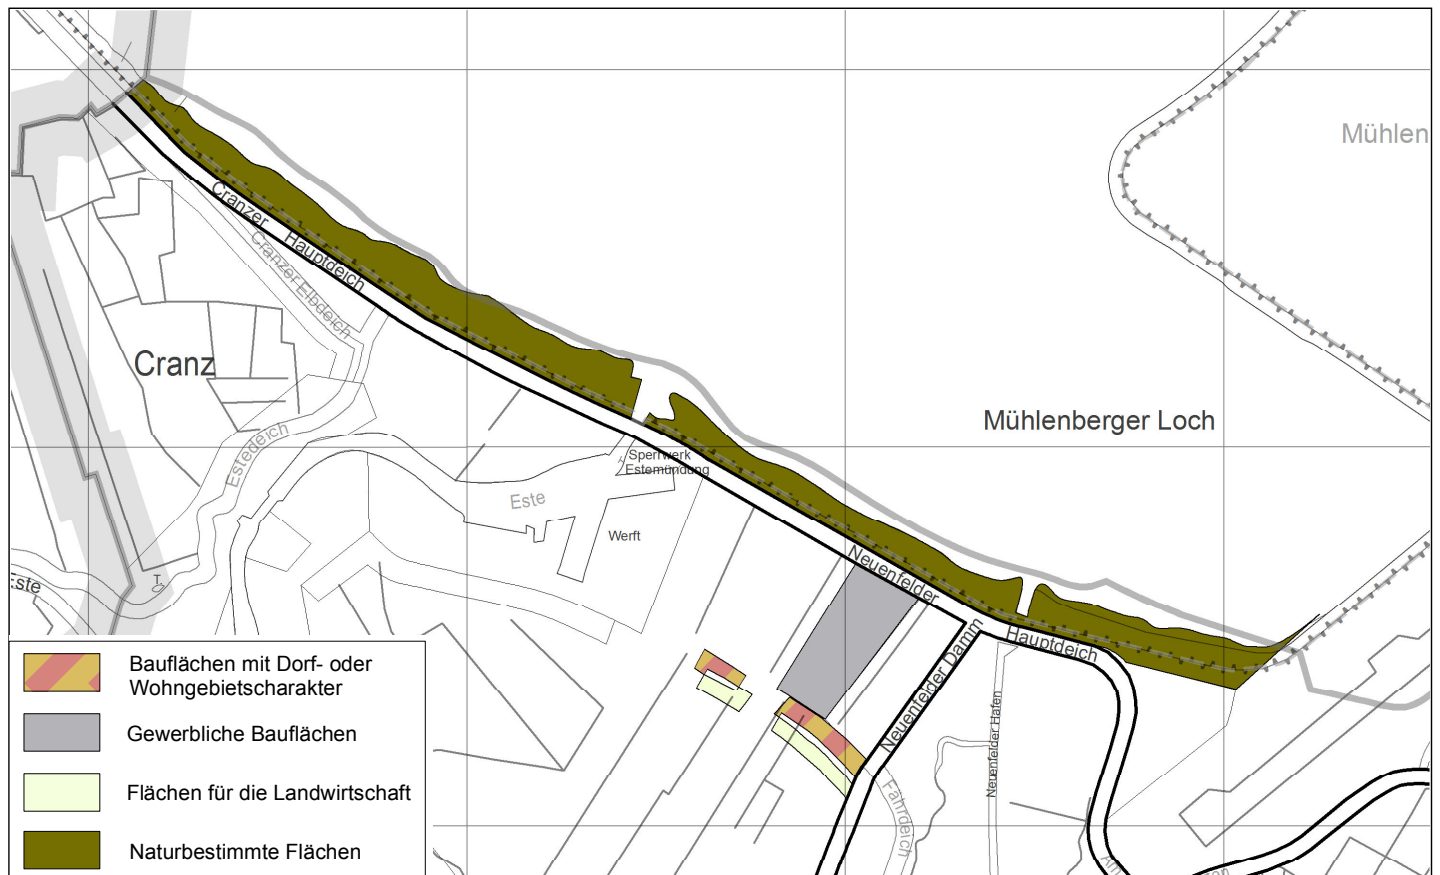 Mühlen
Cranzer
Hauptdeich
Cranzer Elbdeich
Cranz
Mühlenberger Loch
Estedeich
Sperrwerk
Estemündung
Este
Werft
Neuenfelder
T.
Este
Hauptdeich
Neuenfelder Damm
Neuenfelder Hafen
Fährdeich
Bauflächen mit Dorf- oder
Wohngebietscharakter
Gewerbliche Bauflächen
Flächen für die Landwirtschaft
Naturbestimmte Flächen